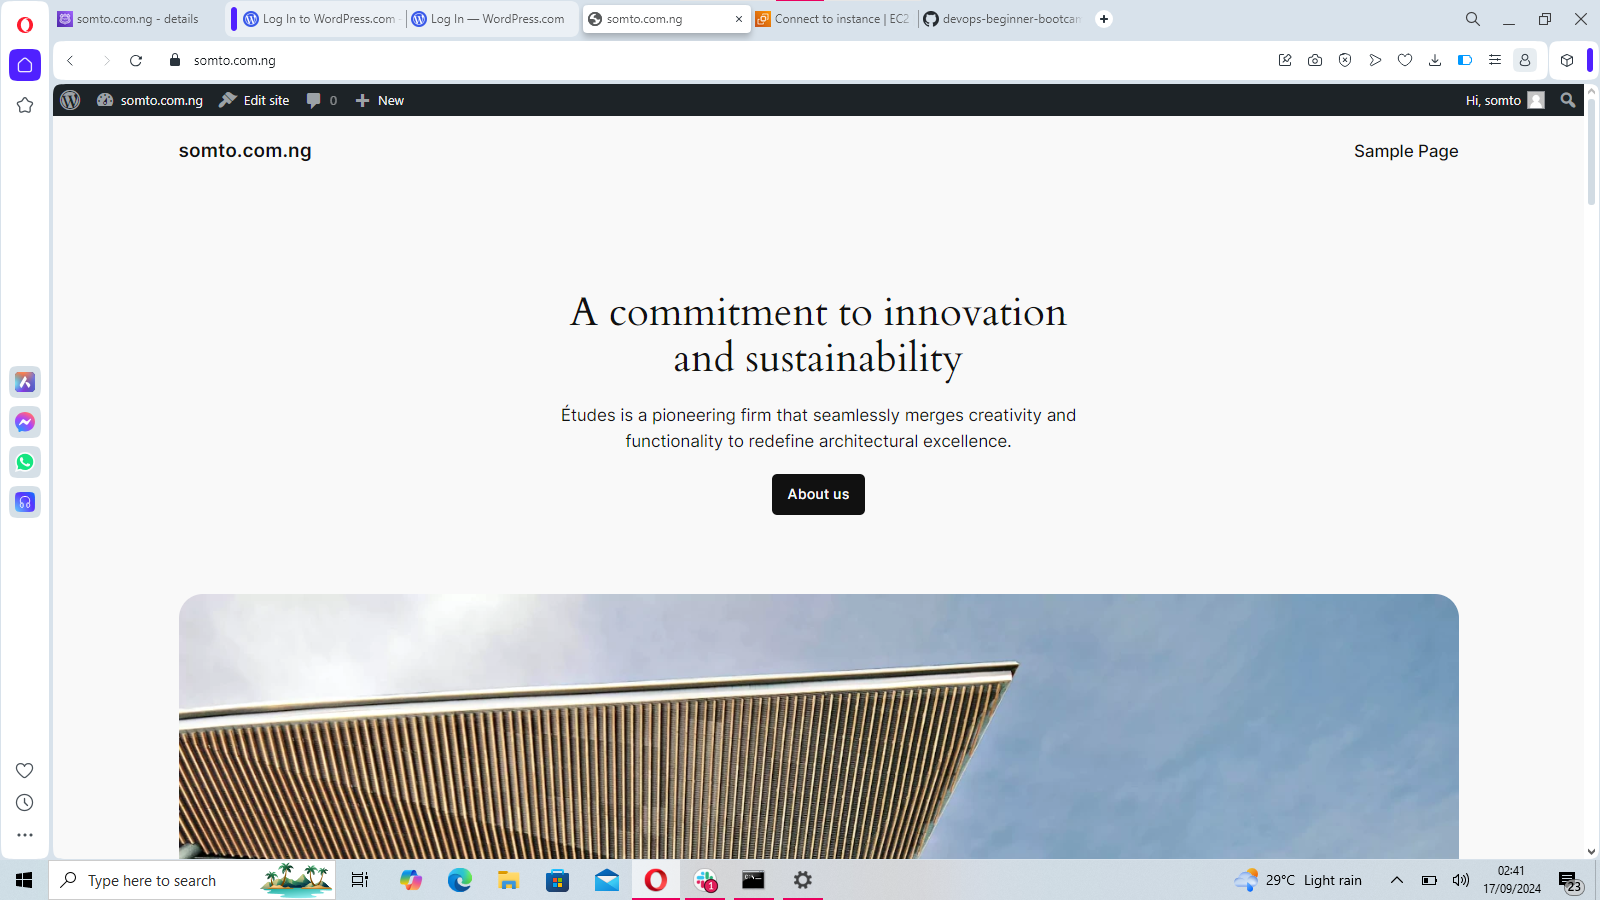 somto.com.ng - details
Log In to WordPress.com
Log In — WordPress.com
somto.com.ng
Connect to instance | EC2
devops-beginner-bootcam
somto.com.ng
somto.com.ng
Edit site
0
New
Hi, somto
somto.com.ng
Sample Page
A commitment to innovation
and sustainability
Études is a pioneering firm that seamlessly merges creativity and
functionality to redefine architectural excellence.
About us
Type here to search
1
29°C Light rain
02:41
17/09/2024
23